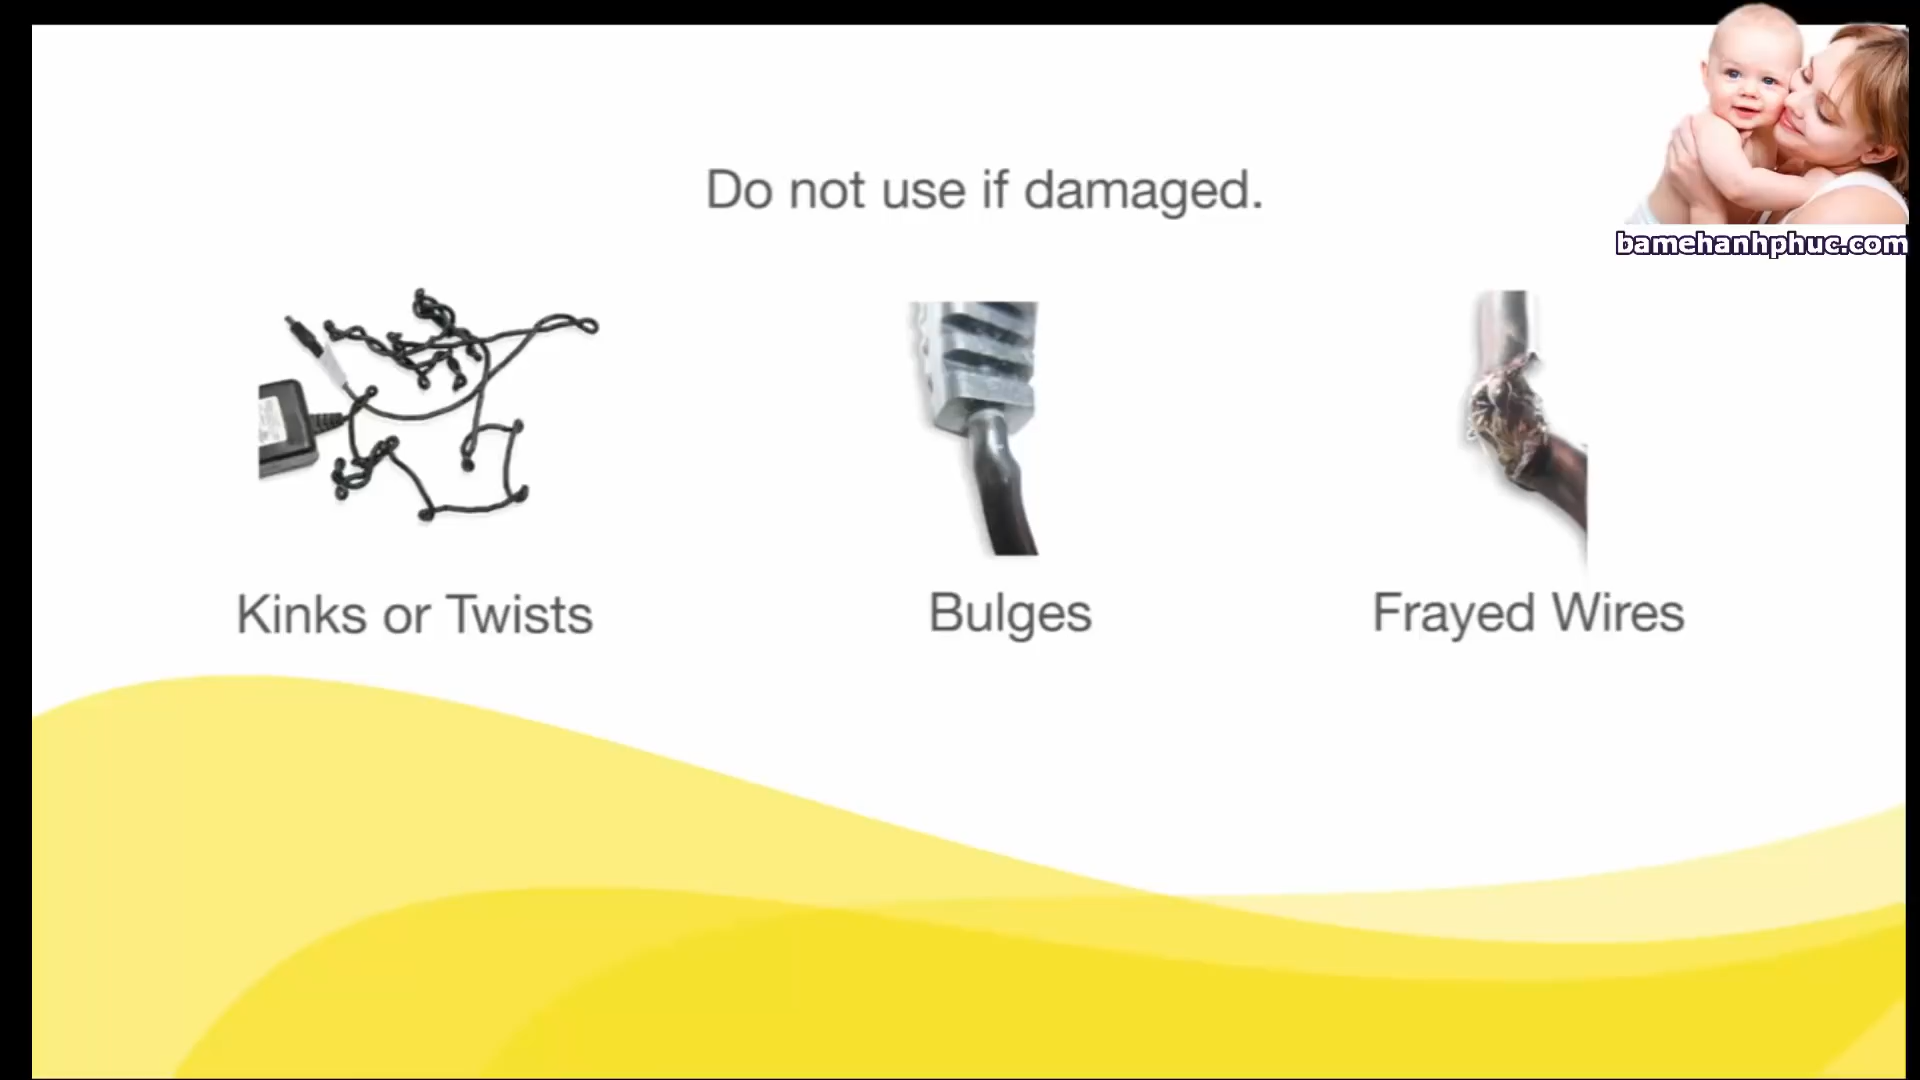 bamehanhphuc.com
Do not use if damaged.
Kinks or Twists
Bulges
Frayed Wires